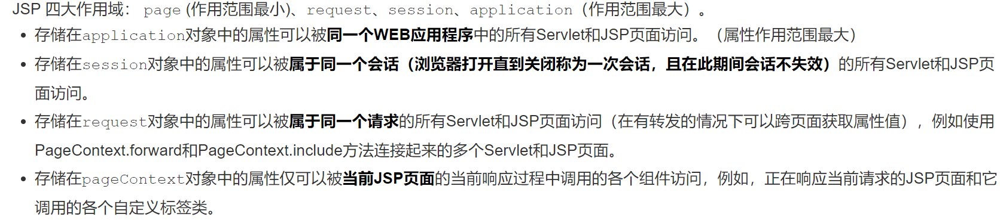 JSP 四大作用域： page (作用范围最小)、request、session、application（作用范围最大）。
• 存储在application对象中的属性可以被同一个WEB应用程序中的所有Servlet和JSP页面访问。（属性作用范围最大）
• 存储在session对象中的属性可以被属于同一个会话（浏览器打开直到关闭称为一次会话，且在此期间会话不失效）的所有Servlet和JSP页
面访问。
• 存储在request对象中的属性可以被属于同一个请求的所有Servlet和JSP页面访问（在有转发的情况下可以跨页面获取属性值），例如使用
PageContext.forward和PageContext.include方法连接起来的多个Servlet和JSP页面。
• 存储在pageContext对象中的属性仅可以被当前JSP页面的当前响应过程中调用的各个组件访问，例如，正在响应当前请求的JSP页面和它
调用的各个自定义标签类。